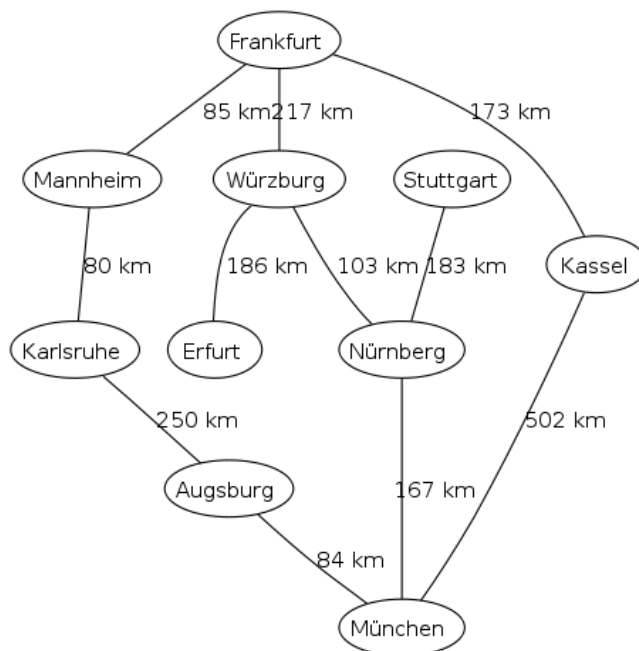 Frankfurt
85 km
217 km
173 km
Mannheim
Würzburg
Stuttgart
Kassel
80 km
186 km
103 km
183 km
Karlsruhe
Erfurt
Nürnberg
250 km
502 km
Augsburg
167 km
84 km
München